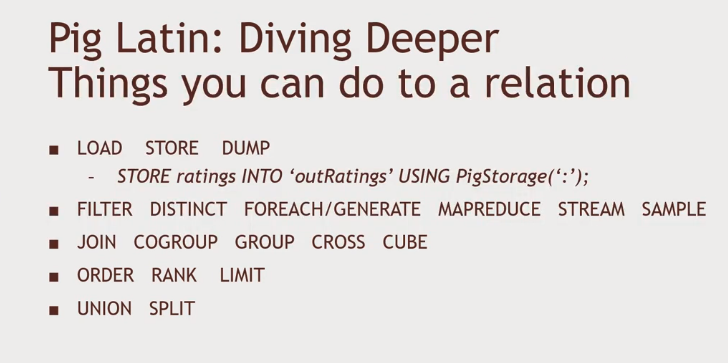 Pig Latin: Diving Deeper
Things you can do to a relation
▪ LOAD STORE DUMP
– STORE ratings INTO ‘outRatings’ USING PigStorage(‘:’);
▪ FILTER DISTINCT FOREACH/GENERATE MAPREDUCE STREAM SAMPLE
▪ JOIN COGROUP GROUP CROSS CUBE
▪ ORDER RANK LIMIT
▪ UNION SPLIT